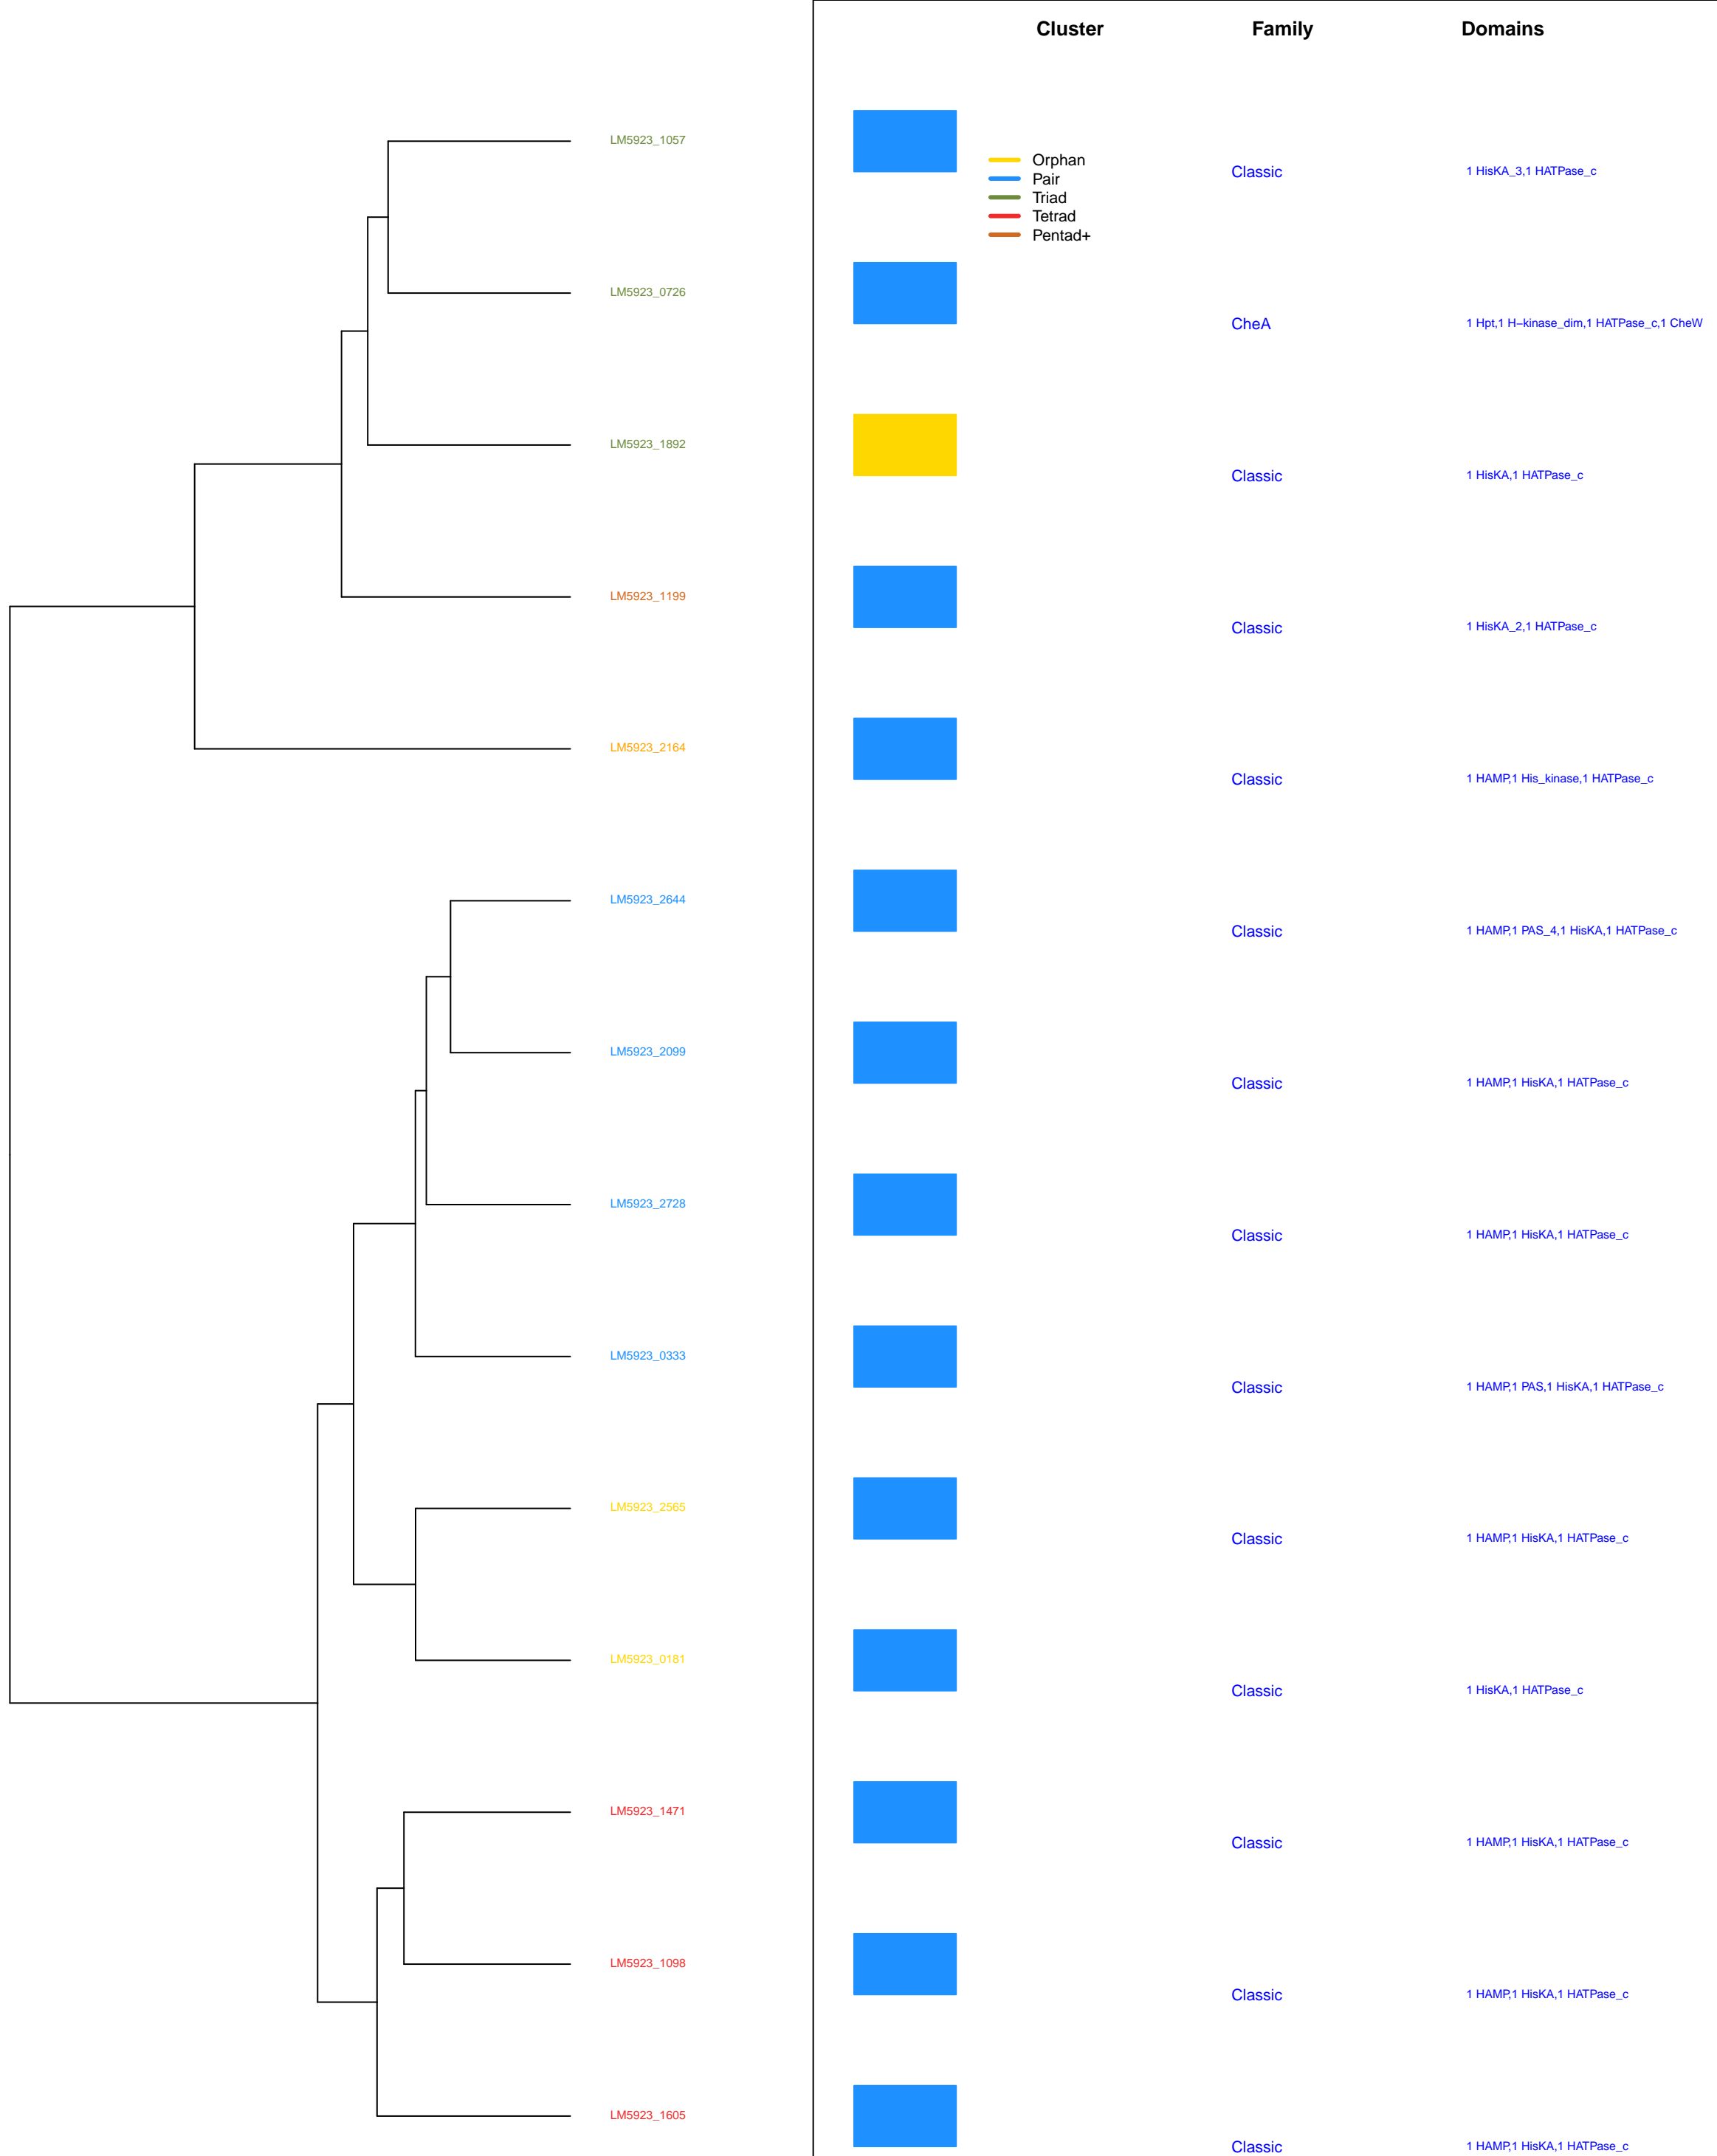 Cluster Family Domains
LM5923_1057
Orphan
Classic 1 HisKA_3,1 HATPase_c
Pair
Triad
Tetrad
Pentad+
LM5923_0726
CheA 1 Hpt,1 H−kinase_dim,1 HATPase_c,1 CheW
LM5923_1892
Classic 1 HisKA,1 HATPase_c
LM5923_1199
Classic 1 HisKA_2,1 HATPase_c
LM5923_2164
Classic 1 HAMP,1 His_kinase,1 HATPase_c
LM5923_2644
Classic 1 HAMP,1 PAS_4,1 HisKA,1 HATPase_c
LM5923_2099
Classic 1 HAMP,1 HisKA,1 HATPase_c
LM5923_2728
Classic 1 HAMP,1 HisKA,1 HATPase_c
LM5923_0333
Classic 1 HAMP,1 PAS,1 HisKA,1 HATPase_c
LM5923_2565
Classic 1 HAMP,1 HisKA,1 HATPase_c
LM5923_0181
Classic 1 HisKA,1 HATPase_c
LM5923_1471
Classic 1 HAMP,1 HisKA,1 HATPase_c
LM5923_1098
Classic 1 HAMP,1 HisKA,1 HATPase_c
LM5923_1605
Classic 1 HAMP,1 HisKA,1 HATPase_c